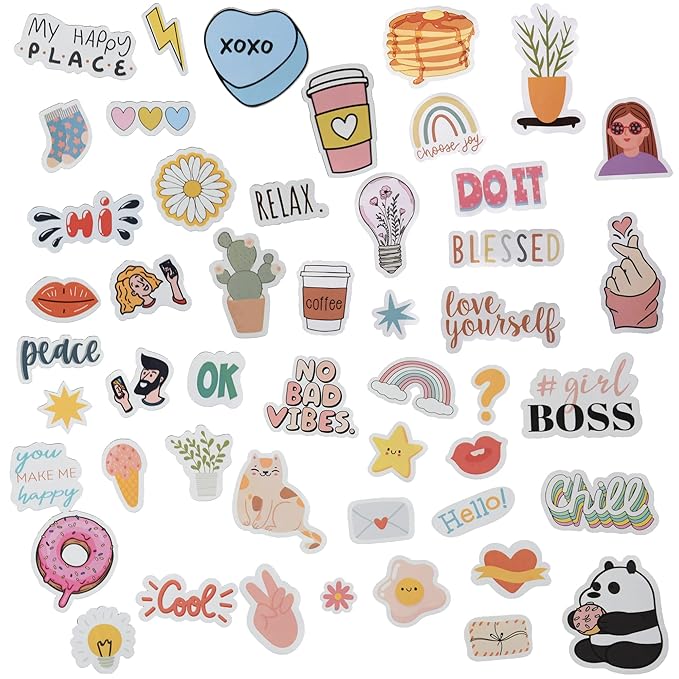 MY HAPPY
PLACE
XOXO
choose joy
DO IT
Hi
RELAX.
BLESSED
coffee
love
yourself
peace
OK
NO
BAD
VIBES.
#girl
BOSS
you
MAKE ME
happy
Hello!
Chill
Cool